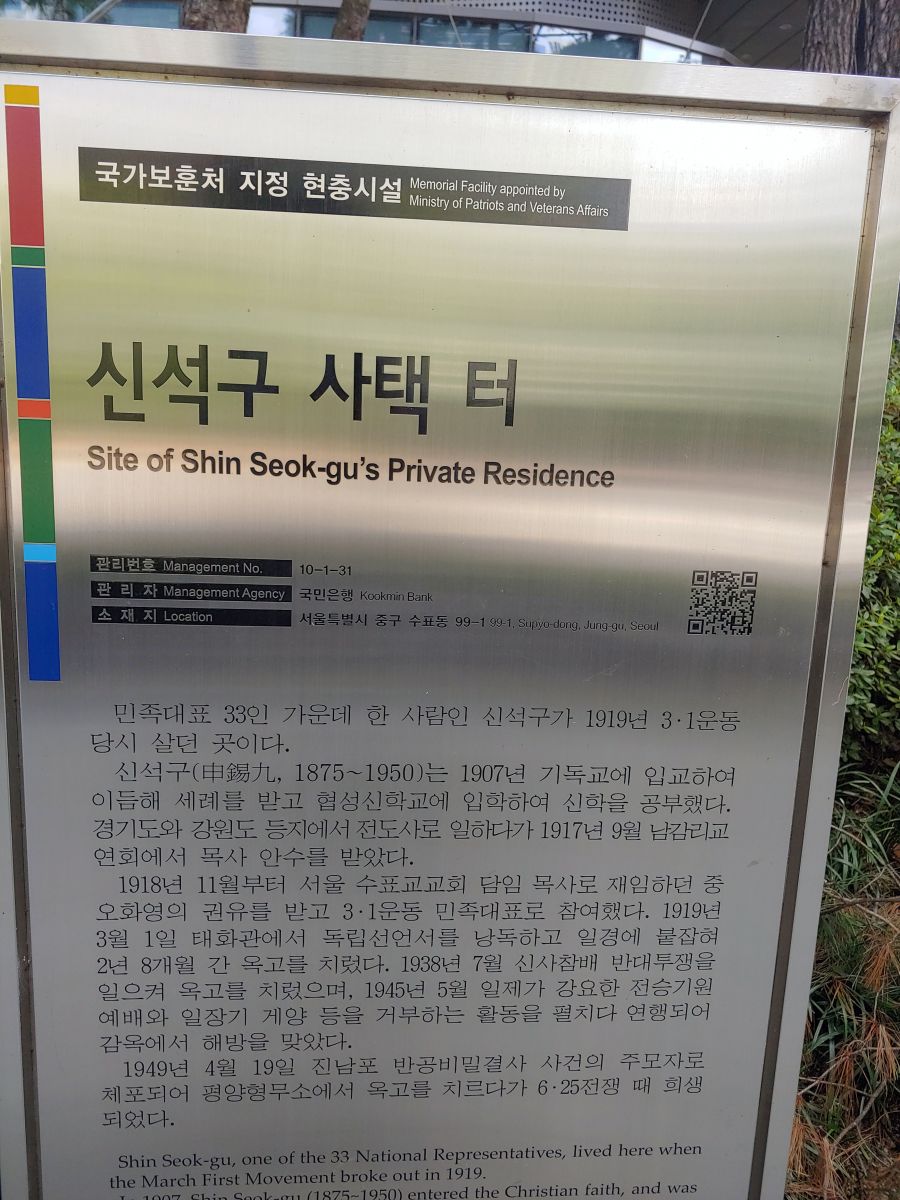 국가보훈처 지정 현충시설 Memorial Facility appointed by
Ministry of Patriots and Veterans Affairs
신석구 사택 터
Site of Shin Seok-gu's Private Residence
관리번호 Management No. 10-1-31
관 리 자 Management Agency 국민은행 Kookmin Bank
소 재 지 Location 서울특별시 중구 수표동 99-1 99-1, Supyo-dong, Jung-gu, Seoul
민족대표 33인 가운데 한 사람인 신석구가 1919년 3·1운동
당시 살던 곳이다.
신석구(申錫九, 1875~1950)는 1907년 기독교에 입교하여
이듬해 세례를 받고 협성신학교에 입학하여 신학을 공부했다.
경기도와 강원도 등지에서 전도사로 일하다가 1917년 9월 남감리교
연회에서 목사 안수를 받았다.
1918년 11월부터 서울 수표교교회 담임 목사로 재임하던 중
오화영의 권유를 받고 3·1운동 민족대표로 참여했다. 1919년
3월 1일 태화관에서 독립선언서를 낭독하고 일경에 붙잡혀
2년 8개월 간 옥고를 치렀다. 1938년 7월 신사참배 반대투쟁을
일으켜 옥고를 치렀으며, 1945년 5월 일제가 강요한 전승기원
예배와 일장기 게양 등을 거부하는 활동을 펼치다 연행되어
감옥에서 해방을 맞았다.
1949년 4월 19일 진남포 반공비밀결사 사건의 주모자로
체포되어 평양형무소에서 옥고를 치르다가 6·25전쟁 때 희생
되었다.
Shin Seok-gu, one of the 33 National Representatives, lived here when
the March First Movement broke out in 1919.
In 1907, Shin Seok-gu (1875~1950) entered the Christian faith, and was